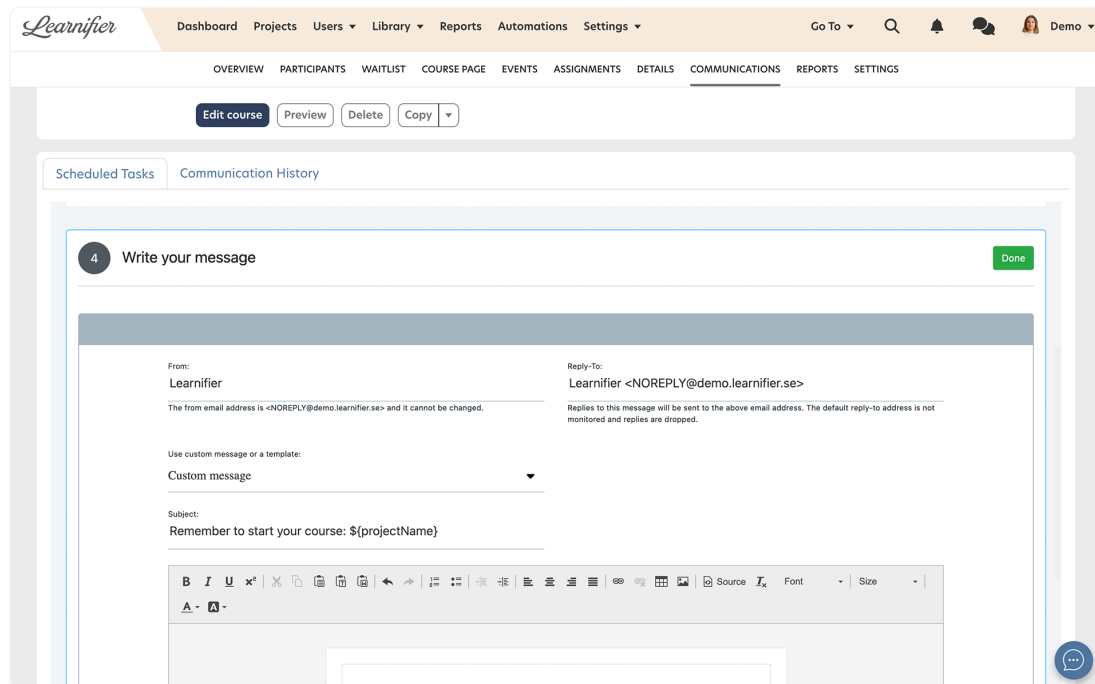 Learnifier
Dashboard Projects Users Library Reports Automations Settings Go To Demo
OVERVIEW PARTICIPANTS WAITLIST COURSE PAGE EVENTS ASSIGNMENTS DETAILS COMMUNICATIONS REPORTS SETTINGS
Edit course Preview Delete Copy
Scheduled Tasks Communication History
4 Write your message Done
From: Reply-To:
Learnifier Learnifier <NOREPLY@demo.learnifier.se>
The from email address is <NOREPLY@demo.learnifier.se> and it cannot be changed. Replies to this message will be sent to the above email address. The default reply-to address is not
monitored and replies are dropped.
Use custom message or a template:
Custom message
Subject:
Remember to start your course: ${projectName}
B I U x² Source Tx Font Size
A A